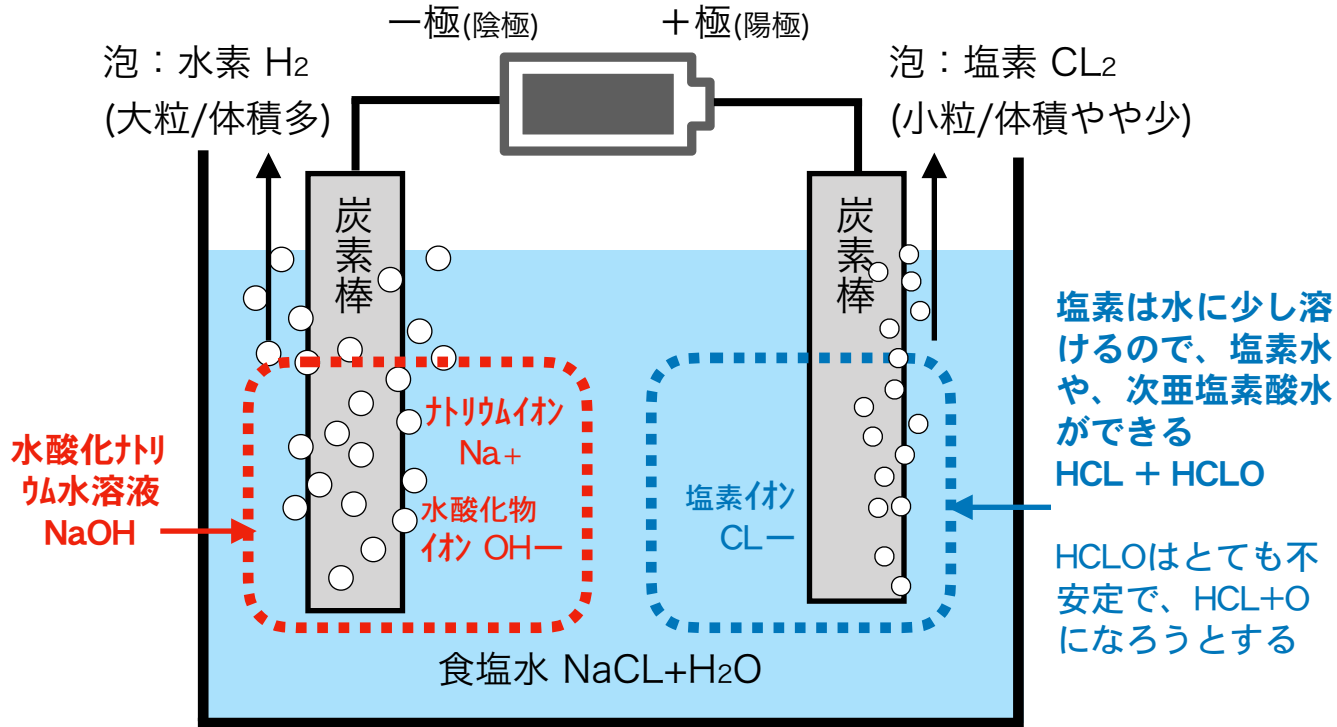 ー極(陰極)
＋極(陽極)
泡：水素 H2
(大粒/体積多)
泡：塩素 CL2
(小粒/体積やや少)
炭素棒
炭素棒
ﾅﾄﾘｳﾑｲｵﾝ
Na+
水酸化物
ｲｵﾝ OHー
水酸化ﾅﾄﾘ
ｳﾑ水溶液
NaOH
塩素ｲｵﾝ
CLー
塩素は水に少し溶
けるので、塩素水
や、次亜塩素酸水
ができる
HCL + HCLO
HCLOはとても不
安定で、HCL+O
になろうとする
食塩水 NaCL+H2O